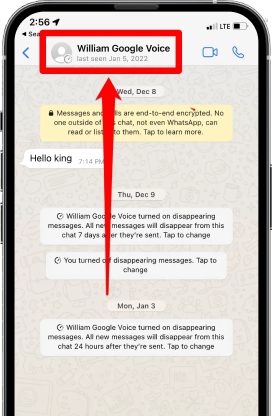 2:56
LTE
Sea
William Google Voice
last seen Jan 5, 2022
Wed, Dec 8
Messages and calls are end-to-end encrypted. No
one outside of this chat, not even WhatsApp, can
read or listen to them. Tap to learn more.
Hello king 7:14 PM
Thu, Dec 9
William Google Voice turned on disappearing
messages. All new messages will disappear from this
chat 7 days after they're sent. Tap to change
You turned off disappearing messages. Tap to
change
Mon, Jan 3
William Google Voice turned on disappearing
messages. All new messages will disappear from this
chat 24 hours after they're sent. Tap to change